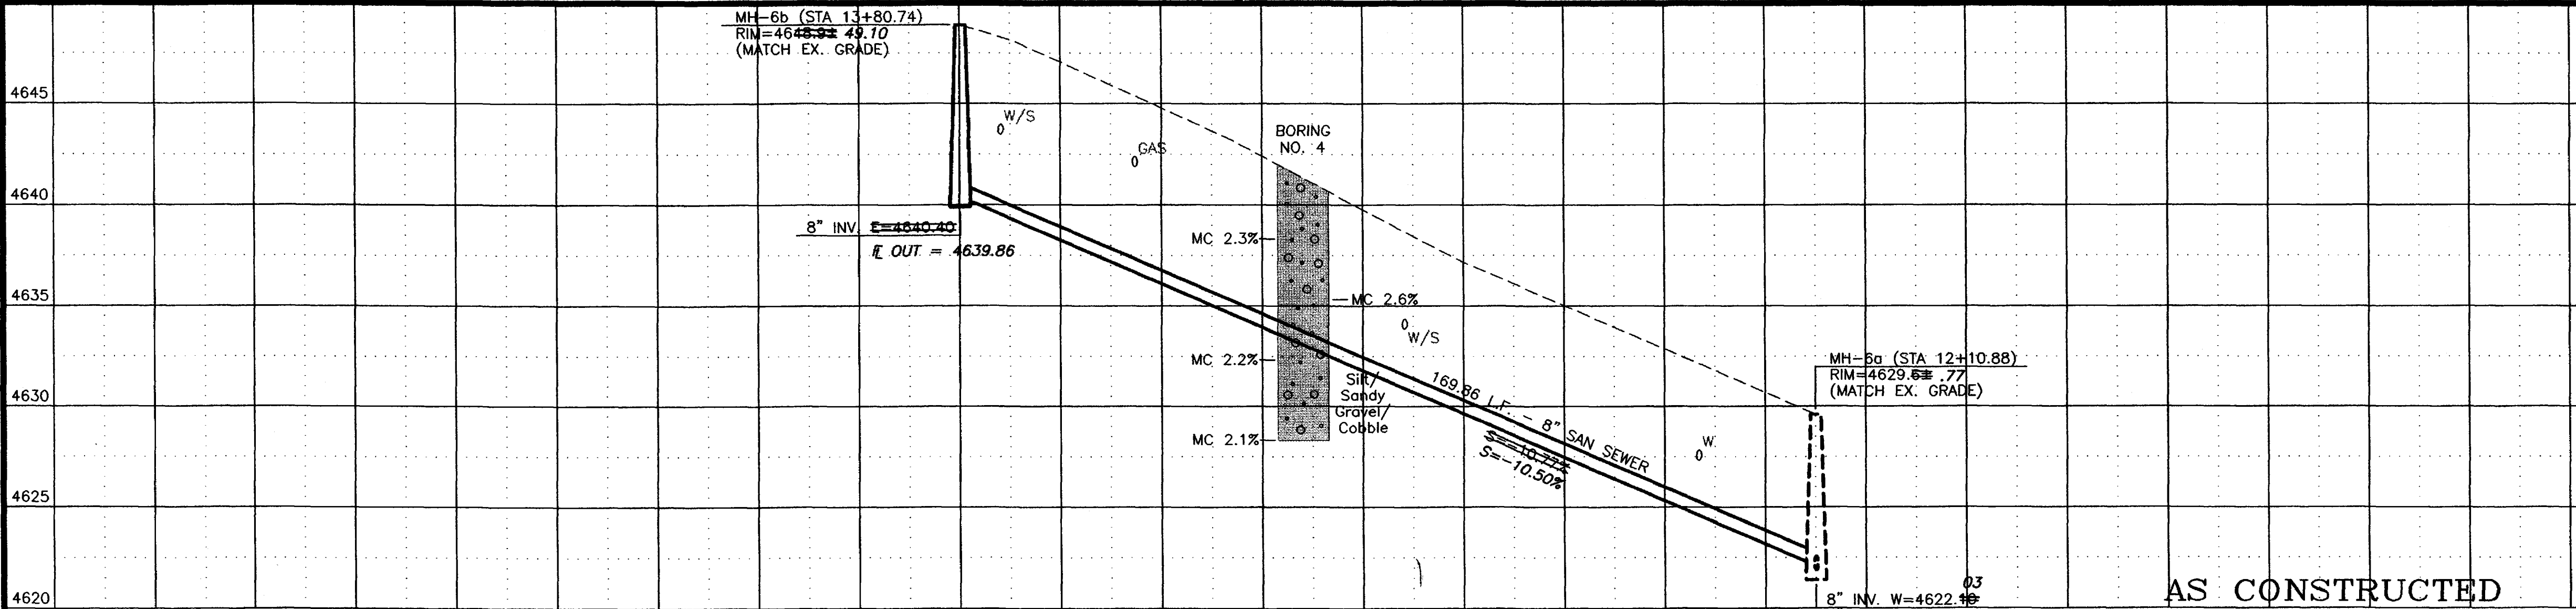 MH-6b (STA 13+80.74)
RIM=4648.9± 49.10
(MATCH EX. GRADE)
4645
W/S
BORING
NO. 4
GAS
4640
8" INV. E=4640.40
MC 2.3%
FL OUT = 4639.86
4635
MC 2.6%
W/S
MC 2.2%
MH-6a (STA 12+10.88)
RIM=4629.6± .77
(MATCH EX. GRADE)
Silt/
Sandy
Gravel/
Cobble
4630
169.86 L.F. - 8" SAN SEWER
MC 2.1%
S=-10.77%
S=-10.50%
W
4625
4620
03
8" INV. W=4622.10
AS CONSTRUCTED